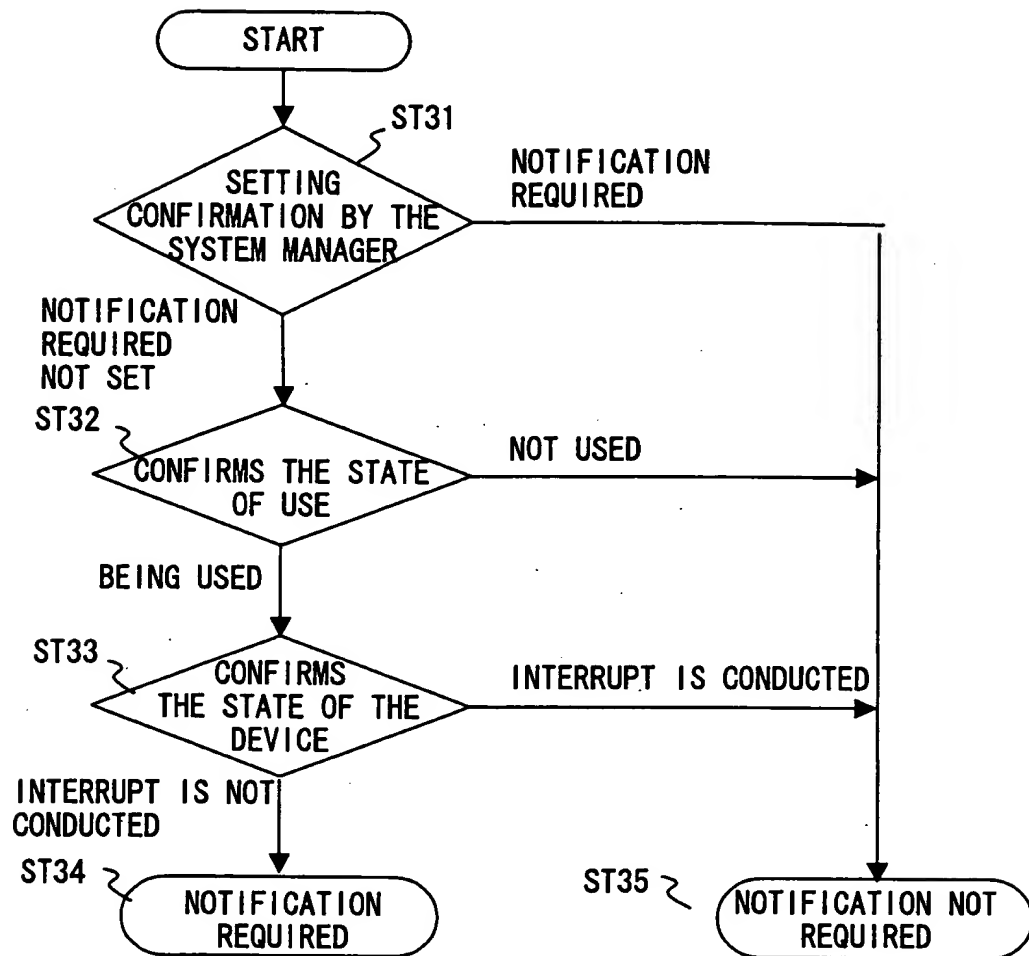 START
ST31
SETTING
CONFIRMATION BY THE
SYSTEM MANAGER
NOTIFICATION
REQUIRED
NOTIFICATION
REQUIRED
NOT SET
ST32
CONFIRMS THE STATE
OF USE
NOT USED
BEING USED
ST33
CONFIRMS
THE STATE OF THE
DEVICE
INTERRUPT IS CONDUCTED
INTERRUPT IS NOT
CONDUCTED
ST34
NOTIFICATION
REQUIRED
ST35
NOTIFICATION NOT
REQUIRED